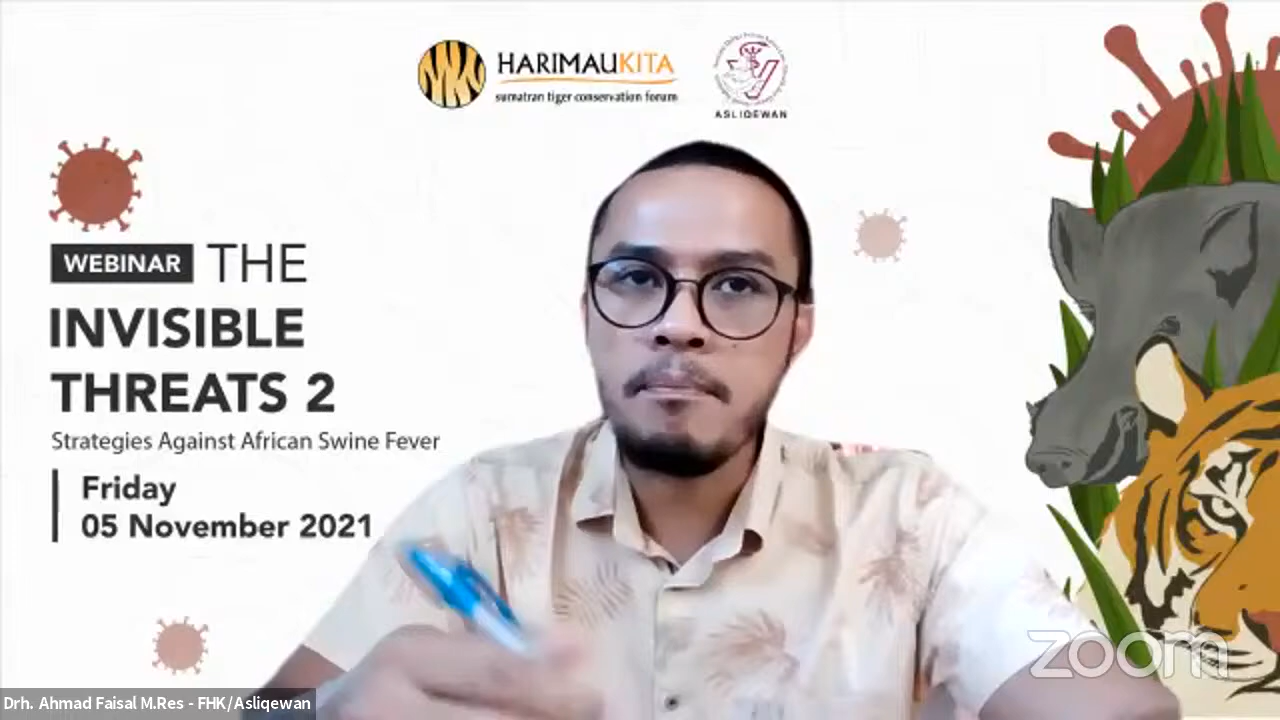 HARIMAUKITA
sumatran tiger conservation forum
ASLIQEWAN
WEBINAR THE
INVISIBLE
THREATS 2
Strategies Against African Swine Fever
Friday
05 November 2021
zoom
Drh. Ahmad Faisal M.Res - FHK/Asliqewan